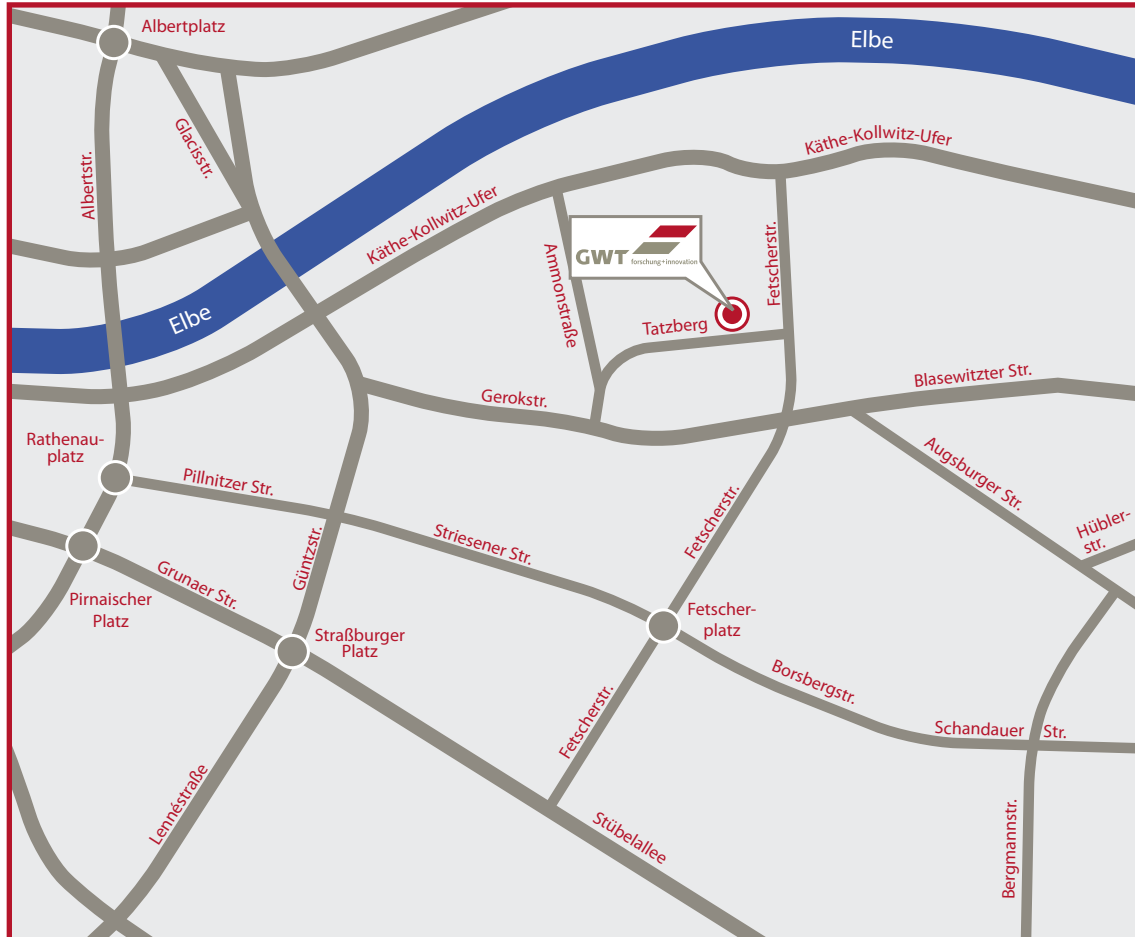 Albertplatz
Elbe
Glacisstr.
Käthe-Kollwitz-Ufer
Albertstr.
Käthe-Kollwitz-Ufer
Fetscherstr.
GWT
forschung+innovation
Ammonstraße
Elbe
Tatzberg
Blasewitzter Str.
Gerokstr.
Rathenau-
platz
Augsburger Str.
Pillnitzer Str.
Fetscherstr.
Hübler-
str.
Striesener Str.
Güntzstr.
Grunaer Str.
Pirnaischer
Platz
Fetscher-
platz
Straßburger
Platz
Borsbergstr.
Fetscherstr.
Schandauer Str.
Lennéstraße
Stübelallee
Bergmannstr.